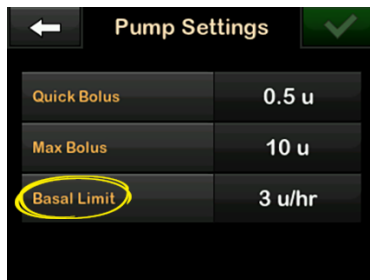 Pump Settings
Quick Bolus 0.5 u
Max Bolus 10 u
Basal Limit 3 u/hr